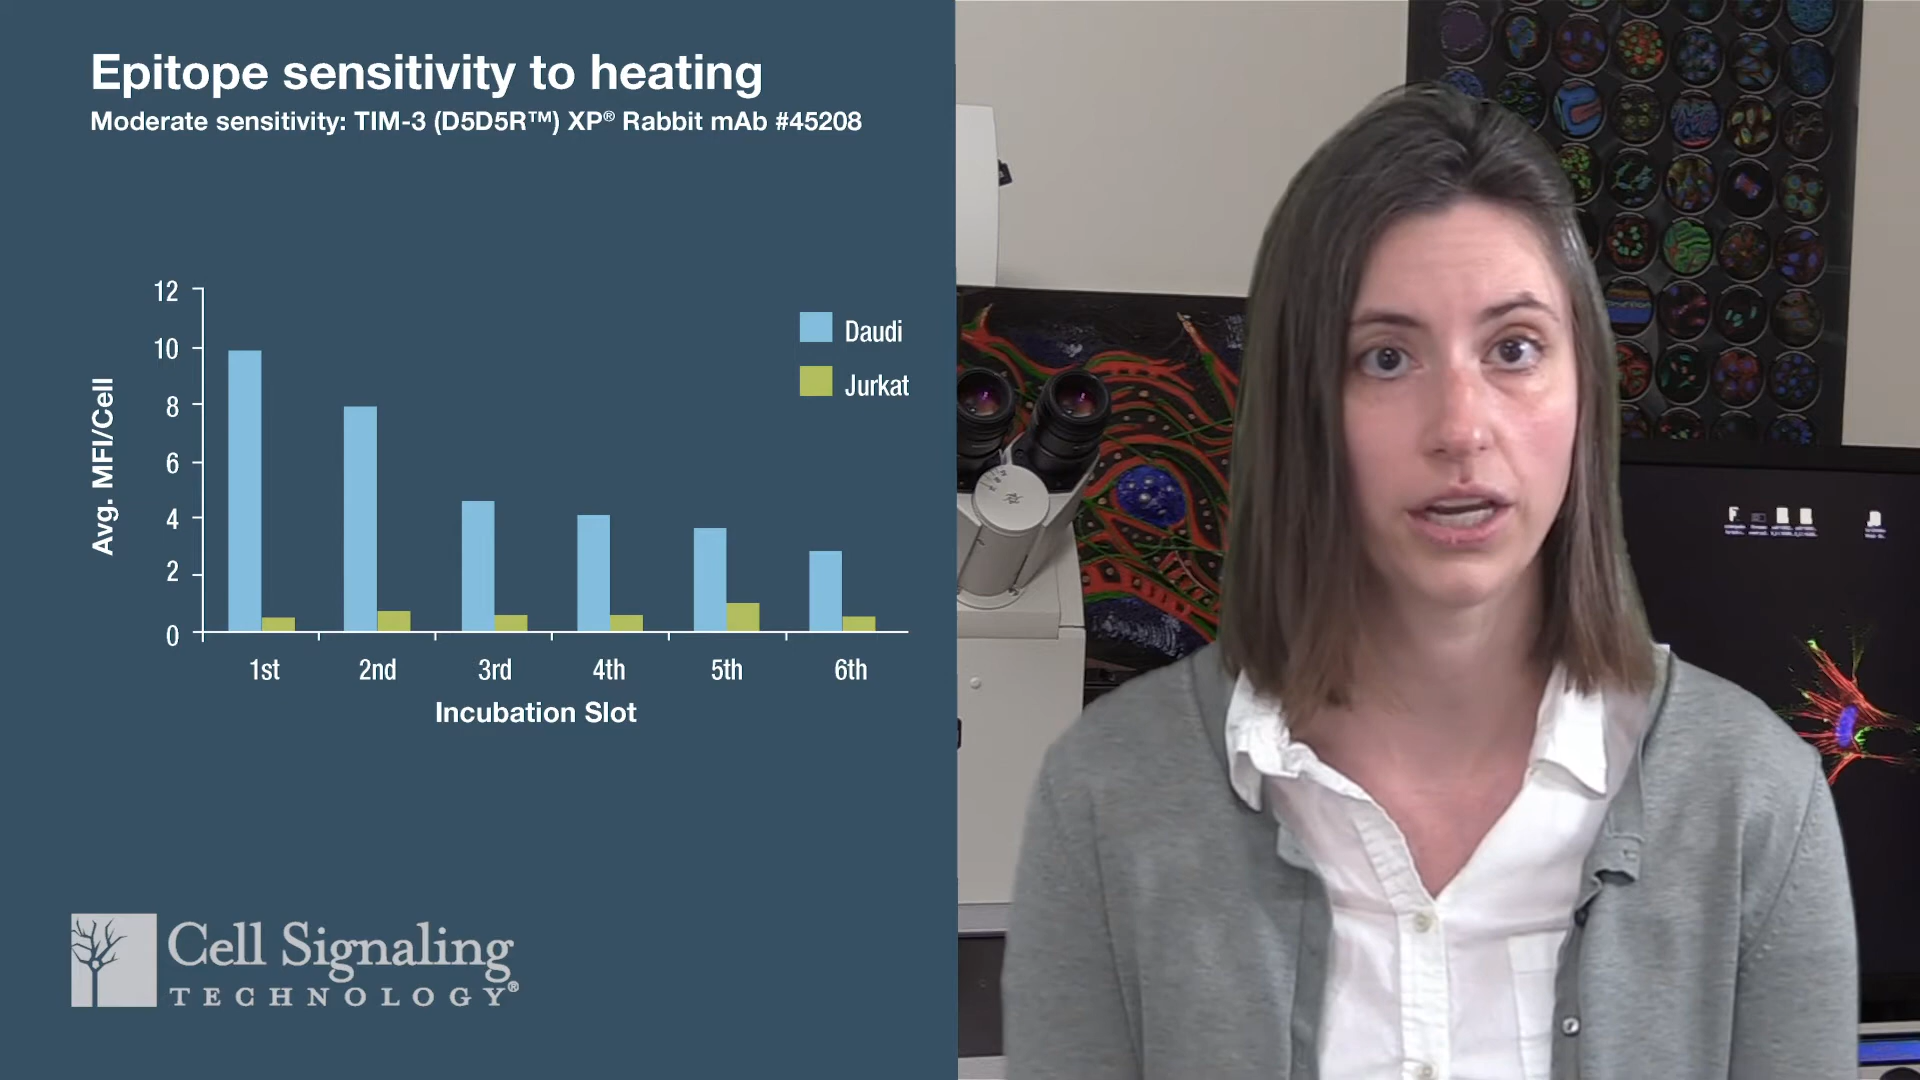 Epitope sensitivity to heating
Moderate sensitivity: TIM-3 (D5D5R™) XP® Rabbit mAb #45208
12
10
8
6
4
2
0
Avg. MFI/Cell
Daudi
Jurkat
1st 2nd 3rd 4th 5th 6th
Incubation Slot
Cell Signaling
TECHNOLOGY®